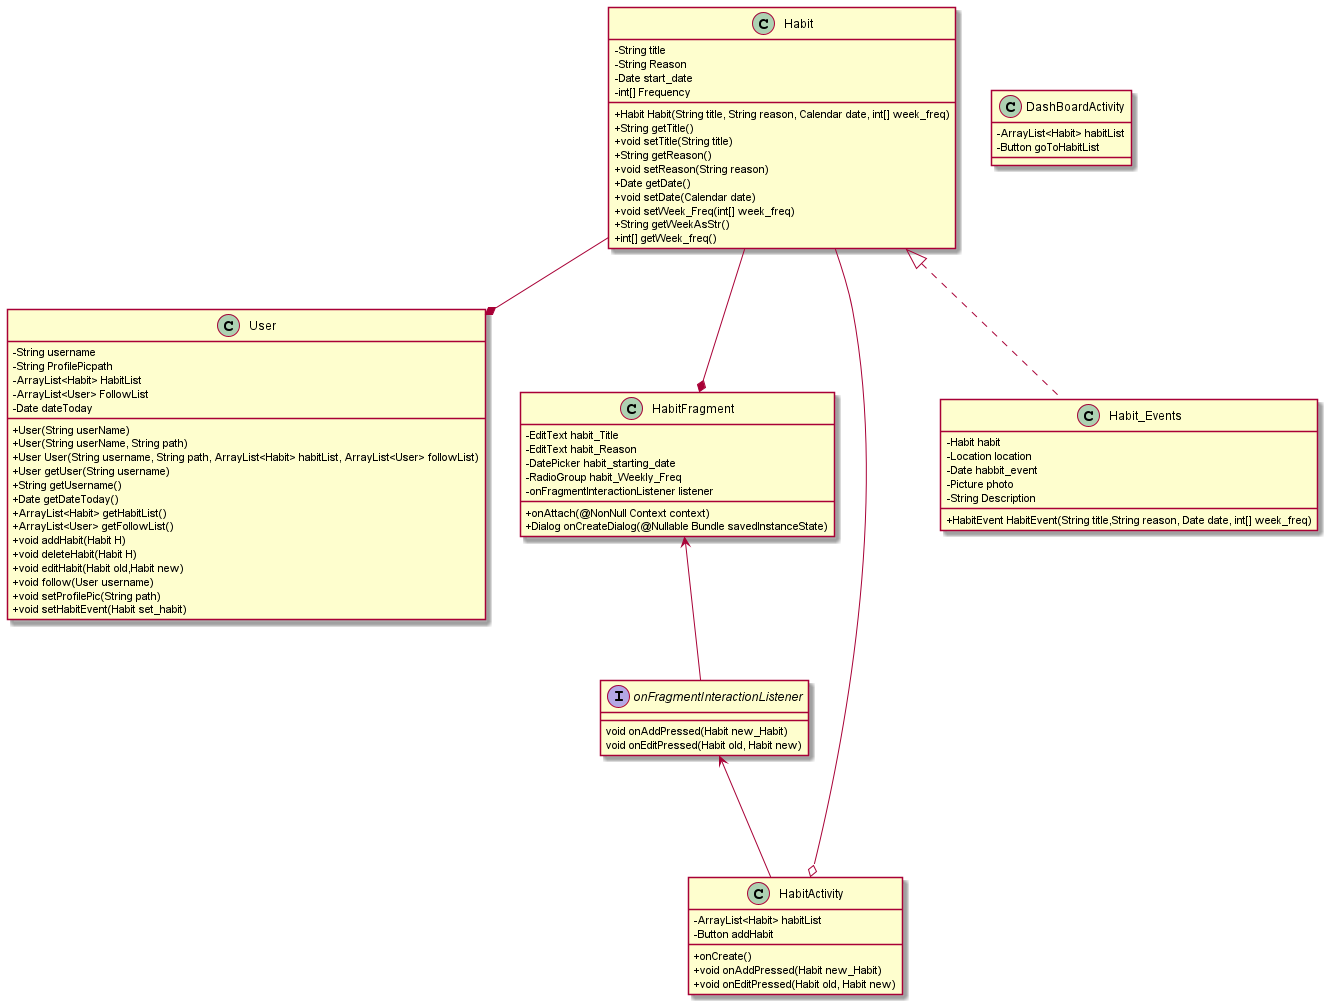 C Habit
-String title
-String Reason
-Date start_date
-int[] Frequency
+Habit Habit(String title, String reason, Calendar date, int[] week_freq)
+String getTitle()
+void setTitle(String title)
+String getReason()
+void setReason(String reason)
+Date getDate()
+void setDate(Calendar date)
+void setWeek_Freq(int[] week_freq)
+String getWeekAsStr()
+int[] getWeek_freq()
C DashBoardActivity
-ArrayList<Habit> habitList
-Button goToHabitList
C User
-String username
-String ProfilePicpath
-ArrayList<Habit> HabitList
-ArrayList<User> FollowList
-Date dateToday
+User(String userName)
+User(String userName, String path)
+User User(String username, String path, ArrayList<Habit> habitList, ArrayList<User> followList)
+User getUser(String username)
+String getUsername()
+Date getDateToday()
+ArrayList<Habit> getHabitList()
+ArrayList<User> getFollowList()
+void addHabit(Habit H)
+void deleteHabit(Habit H)
+void editHabit(Habit old,Habit new)
+void follow(User username)
+void setProfilePic(String path)
+void setHabitEvent(Habit set_habit)
C HabitFragment
-EditText habit_Title
-EditText habit_Reason
-DatePicker habit_starting_date
-RadioGroup habit_Weekly_Freq
-onFragmentInteractionListener listener
+onAttach(@NonNull Context context)
+Dialog onCreateDialog(@Nullable Bundle savedInstanceState)
C Habit_Events
-Habit habit
-Location location
-Date habbit_event
-Picture photo
-String Description
+HabitEvent HabitEvent(String title,String reason, Date date, int[] week_freq)
I onFragmentInteractionListener
void onAddPressed(Habit new_Habit)
void onEditPressed(Habit old, Habit new)
C HabitActivity
-ArrayList<Habit> habitList
-Button addHabit
+onCreate()
+void onAddPressed(Habit new_Habit)
+void onEditPressed(Habit old, Habit new)